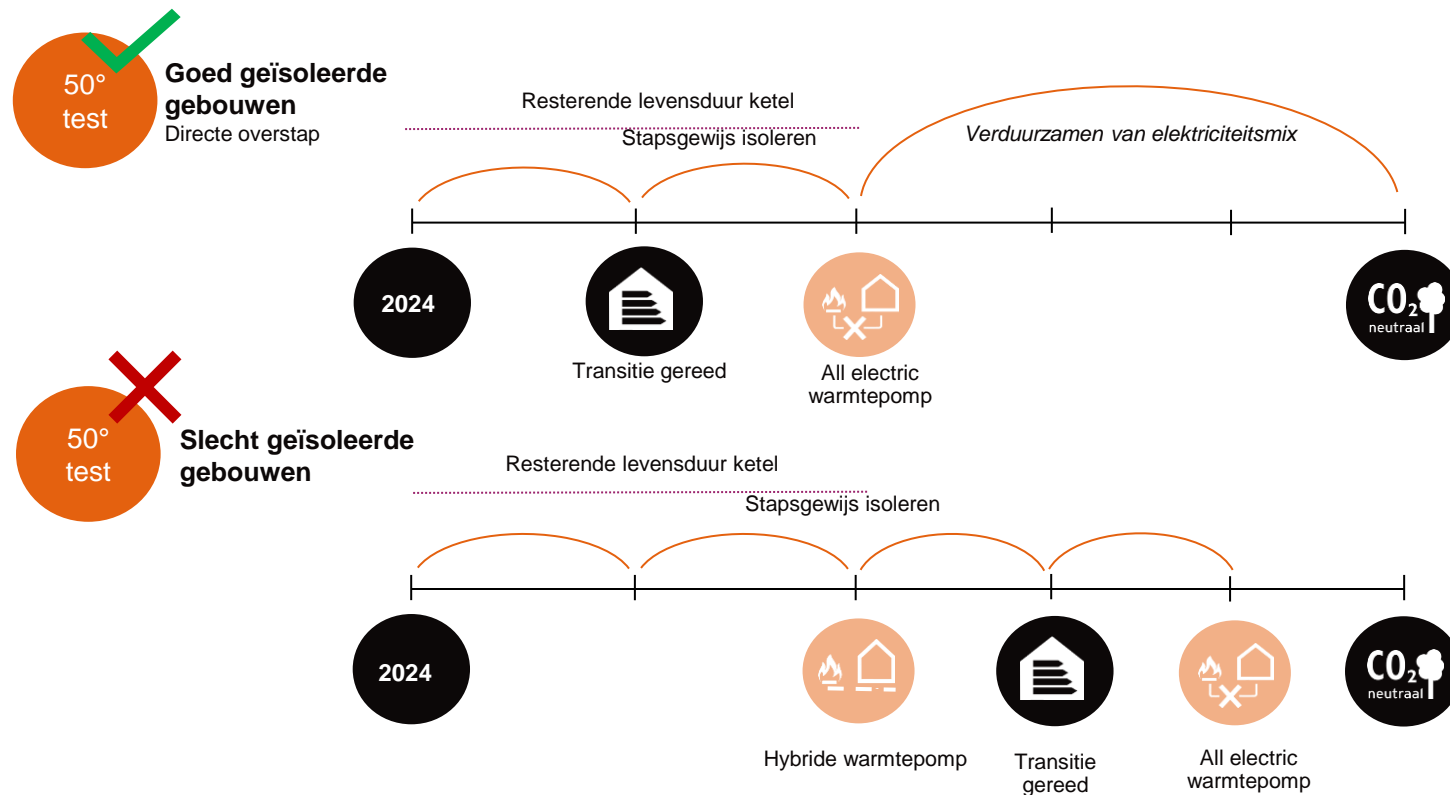 50°
test
Goed geïsoleerde
gebouwen
Directe overstap
Resterende levensduur ketel
Stapsgewijs isoleren
Verduurzamen van elektriciteitsmix
2024
Transitie gereed
All electric
warmtepomp
CO₂
neutraal
50°
test
Slecht geïsoleerde
gebouwen
Resterende levensduur ketel
Stapsgewijs isoleren
2024
Hybride warmtepomp
Transitie
gereed
All electric
warmtepomp
CO₂
neutraal